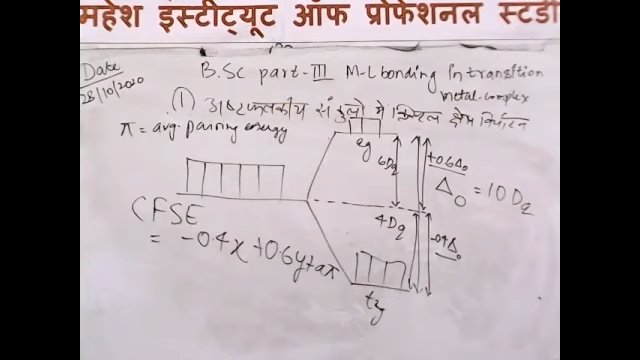 महेश इंस्टीट्यूट ऑफ प्रोफेशनल स्टडी
Date
28/10/2020
B.Sc part-III M-L bonding in transition
metal-complex
(1) अष्टफलकीय संकुलो मे क्रिस्टल क्षेत्र विपाटन
π = avg. pairing energy
eg
6Dq
+0.6Δo
Δo = 10Dq
CFSE
= -0.4x + 0.6y + aπ
4Dq
-0.4Δo
t2g